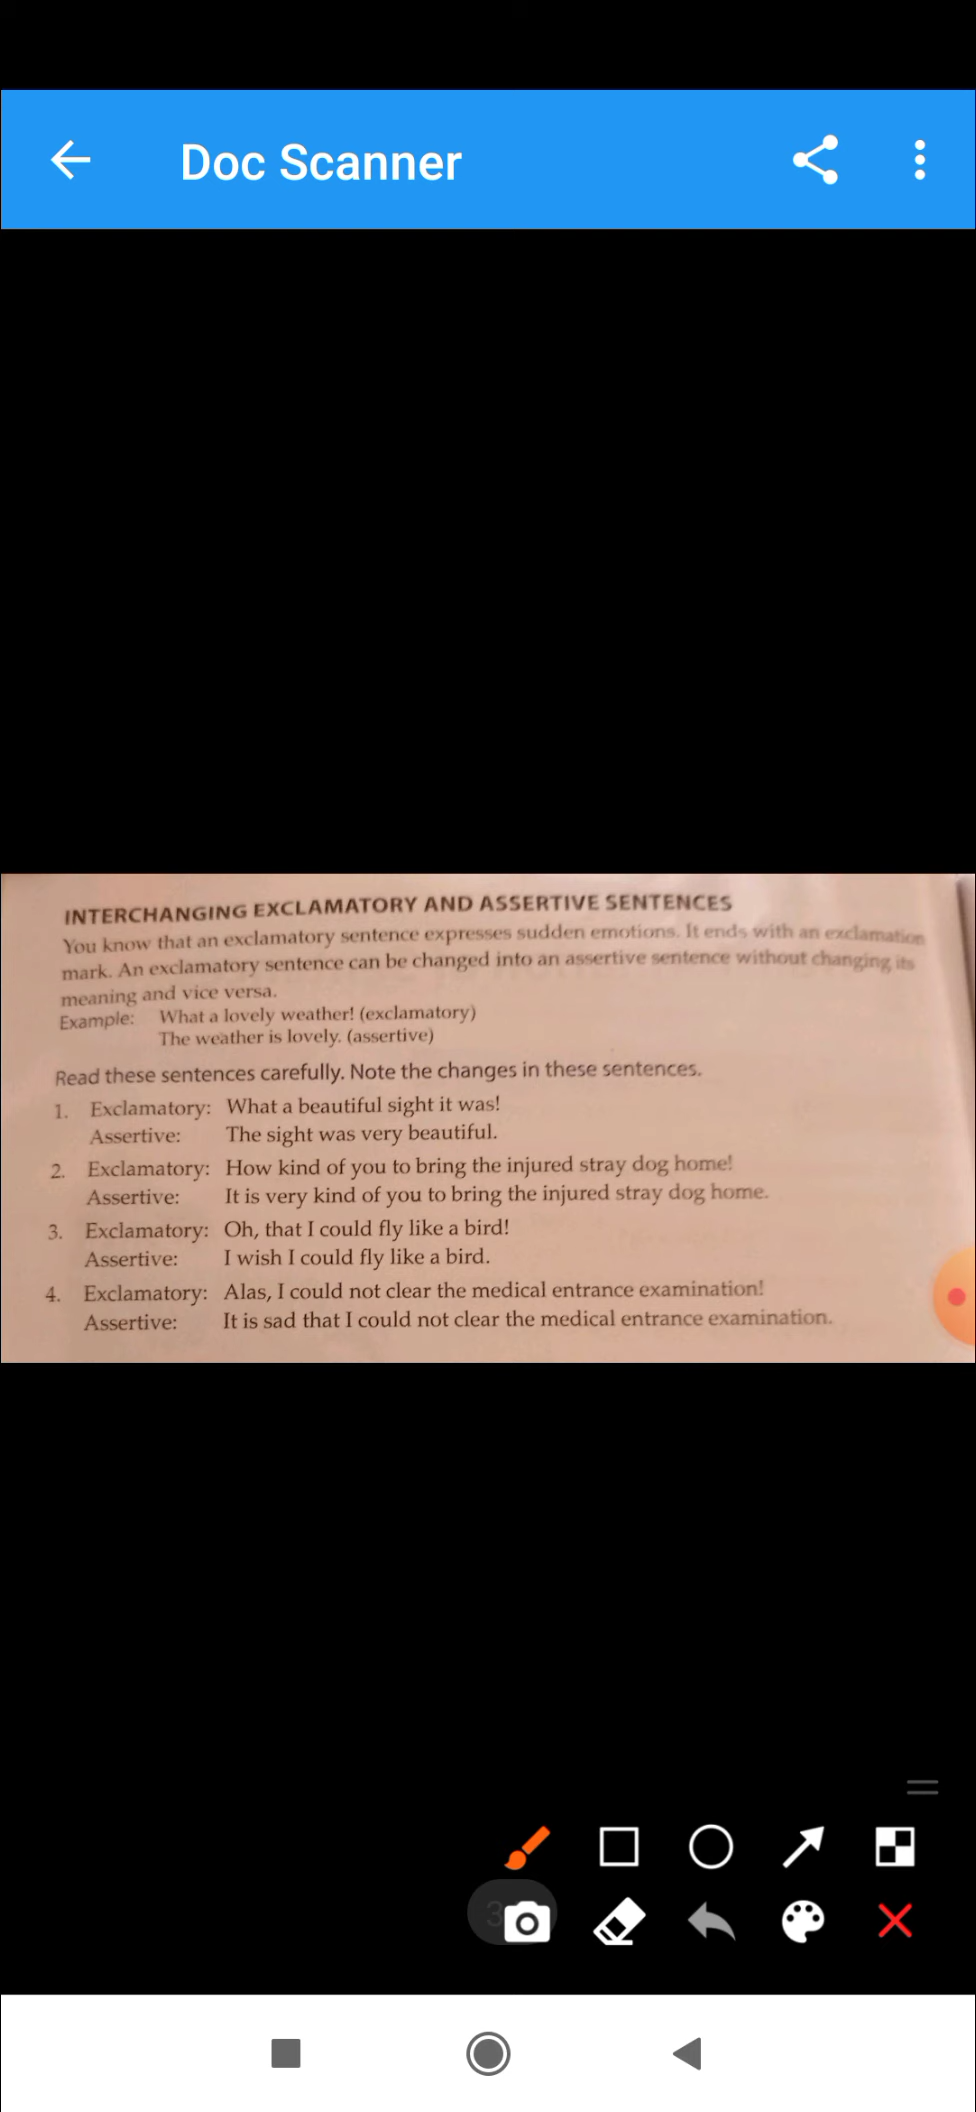 Doc Scanner
INTERCHANGING EXCLAMATORY AND ASSERTIVE SENTENCES
You know that an exclamatory sentence expresses sudden emotions. It ends with an exclamation
mark. An exclamatory sentence can be changed into an assertive sentence without changing its
meaning and vice versa.
Example: What a lovely weather! (exclamatory)
The weather is lovely. (assertive)
Read these sentences carefully. Note the changes in these sentences.
1. Exclamatory: What a beautiful sight it was!
Assertive: The sight was very beautiful.
2. Exclamatory: How kind of you to bring the injured stray dog home!
Assertive: It is very kind of you to bring the injured stray dog home.
3. Exclamatory: Oh, that I could fly like a bird!
Assertive: I wish I could fly like a bird.
4. Exclamatory: Alas, I could not clear the medical entrance examination!
Assertive: It is sad that I could not clear the medical entrance examination.